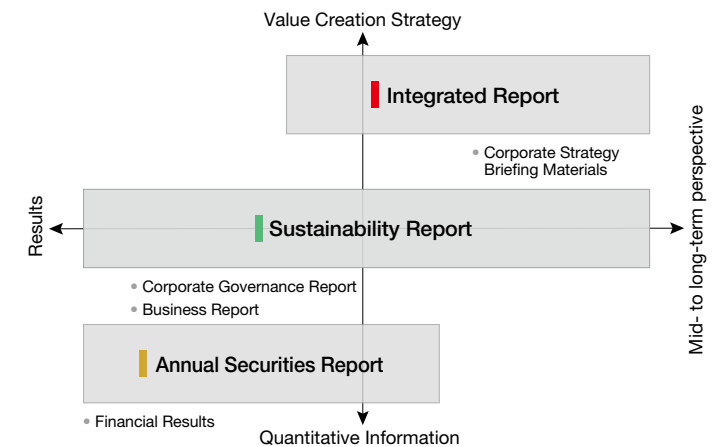 Value Creation Strategy
Integrated Report
Corporate Strategy
Briefing Materials
Mid- to long-term perspective
Results
Sustainability Report
Corporate Governance Report
Business Report
Annual Securities Report
Financial Results
Quantitative Information